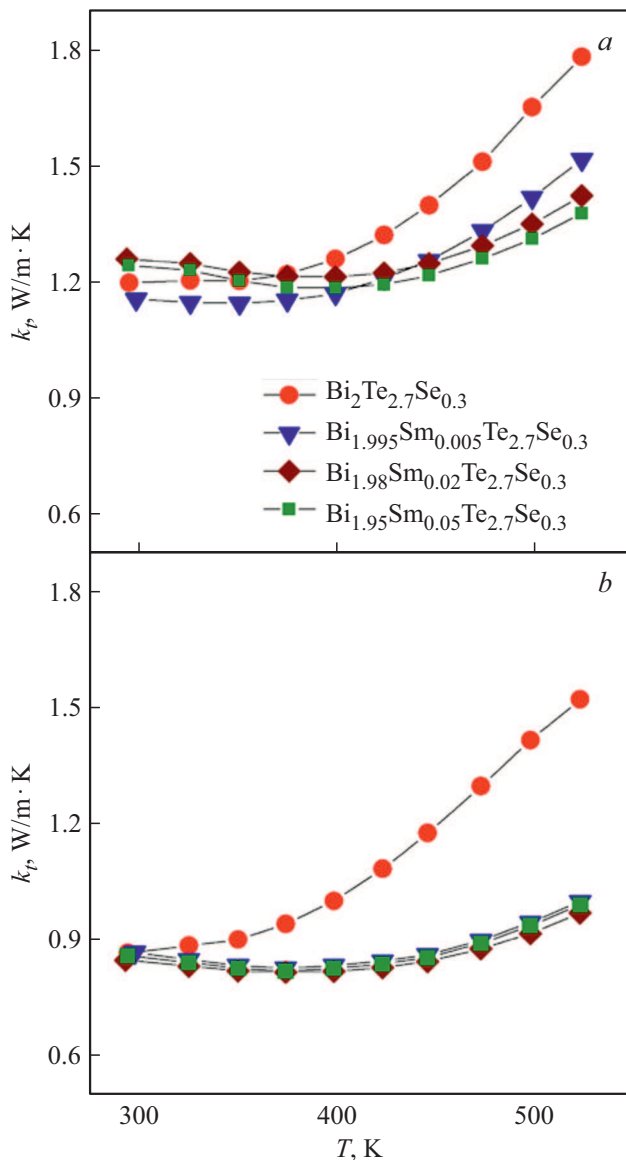 a
1.8
1.5
1.2
0.9
0.6
k_t, W/m · K
Bi₂Te₂.₇Se₀.₃
Bi₁.₉₉₅Sm₀.₀₀₅Te₂.₇Se₀.₃
Bi₁.₉₈Sm₀.₀₂Te₂.₇Se₀.₃
Bi₁.₉₅Sm₀.₀₅Te₂.₇Se₀.₃
b
1.8
1.5
1.2
0.9
0.6
k_t, W/m · K
300 400 500
T, K